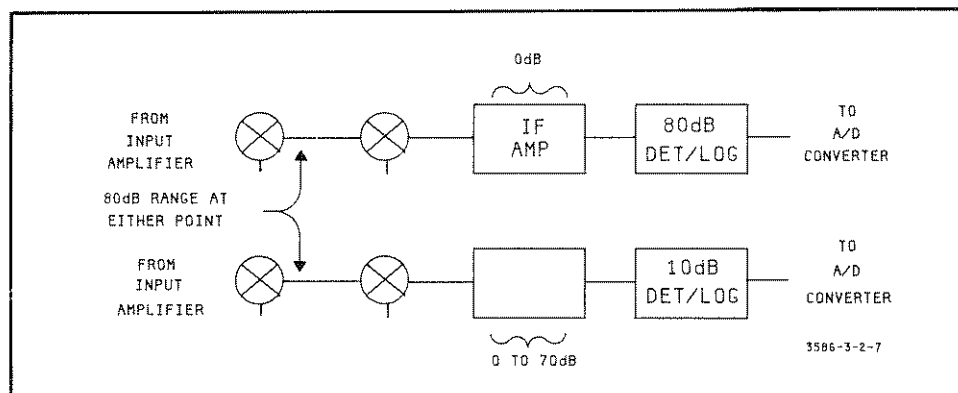 0dB
FROM
INPUT
AMPLIFIER
IF
AMP
80dB
DET/LOG
TO
A/D
CONVERTER
80dB RANGE AT
EITHER POINT
FROM
INPUT
AMPLIFIER
10dB
DET/LOG
TO
A/D
CONVERTER
0 TO 70dB
3586-3-2-7